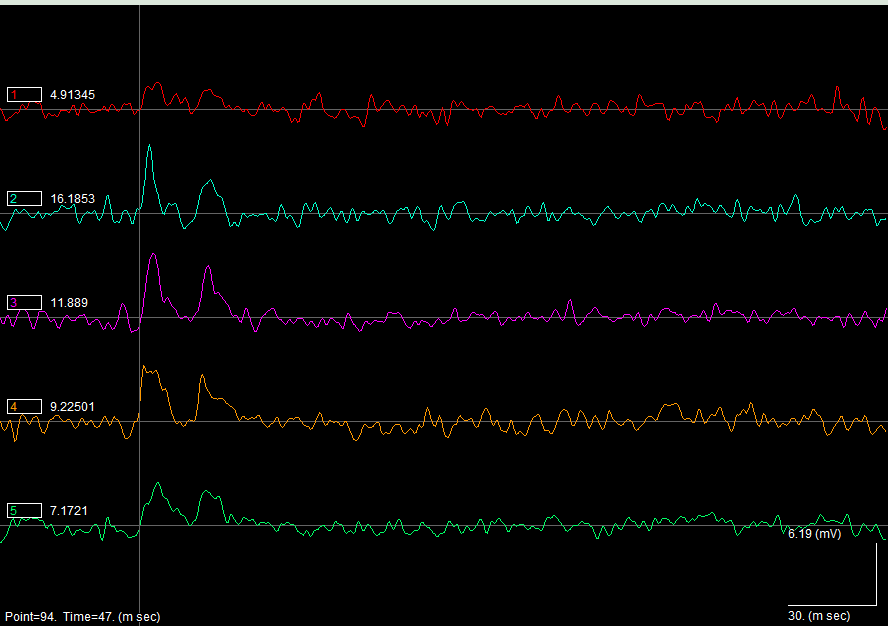 1 4.91345
2 16.1853
3 11.889
4 9.22501
5 7.1721
6.19 (mV)
30. (m sec)
Point=94. Time=47. (m sec)